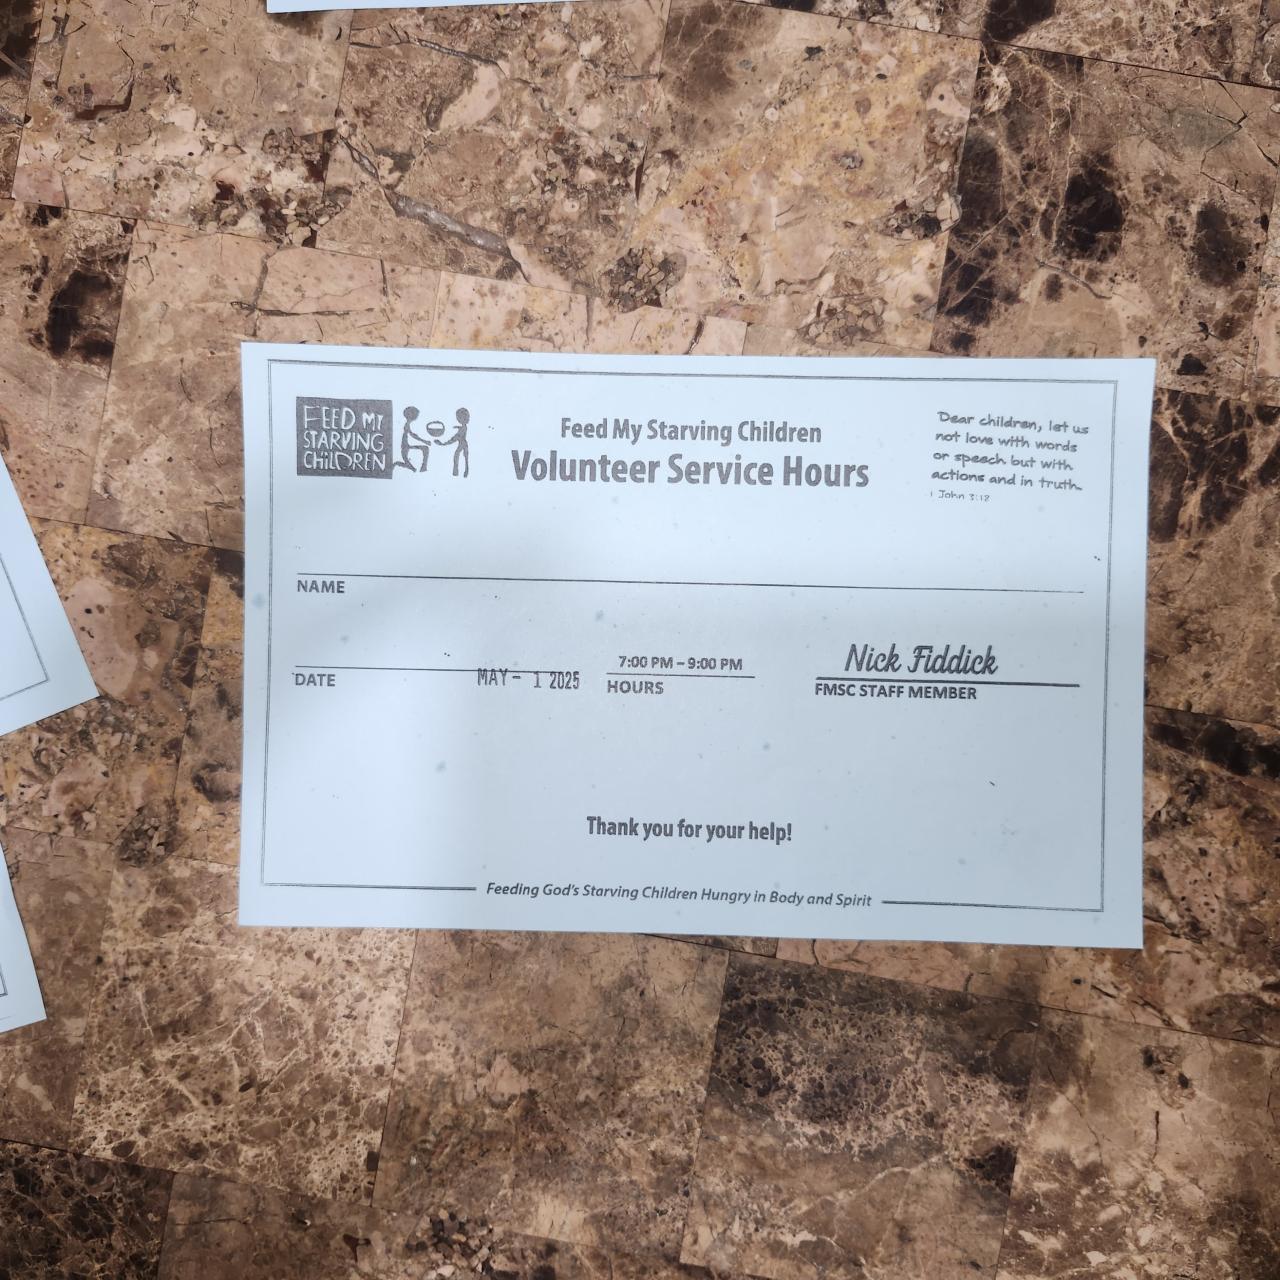 FEED MY
STARVING
CHILDREN
Feed My Starving Children
Volunteer Service Hours
Dear children, let us
not love with words
or speech but with
actions and in truth.
1 John 3:18
NAME
DATE
MAY - 1 2025
7:00 PM – 9:00 PM
HOURS
Nick Fiddick
FMSC STAFF MEMBER
Thank you for your help!
Feeding God's Starving Children Hungry in Body and Spirit